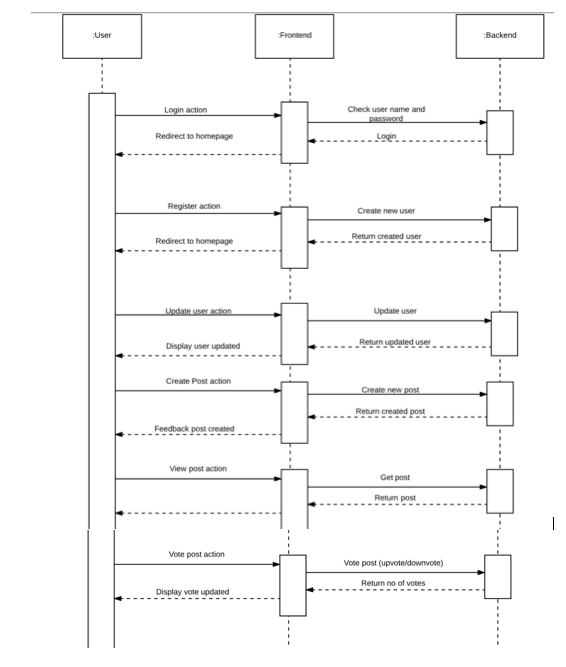 :User
:Frontend
:Backend
Login action
Check user name and
password
Redirect to homepage
Login
Register action
Create new user
Redirect to homepage
Return created user
Update user action
Update user
Display user updated
Return updated user
Create Post action
Create new post
Return created post
Feedback post created
View post action
Get post
Return post
Vote post action
Vote post (upvote/downvote)
Display vote updated
Return no of votes